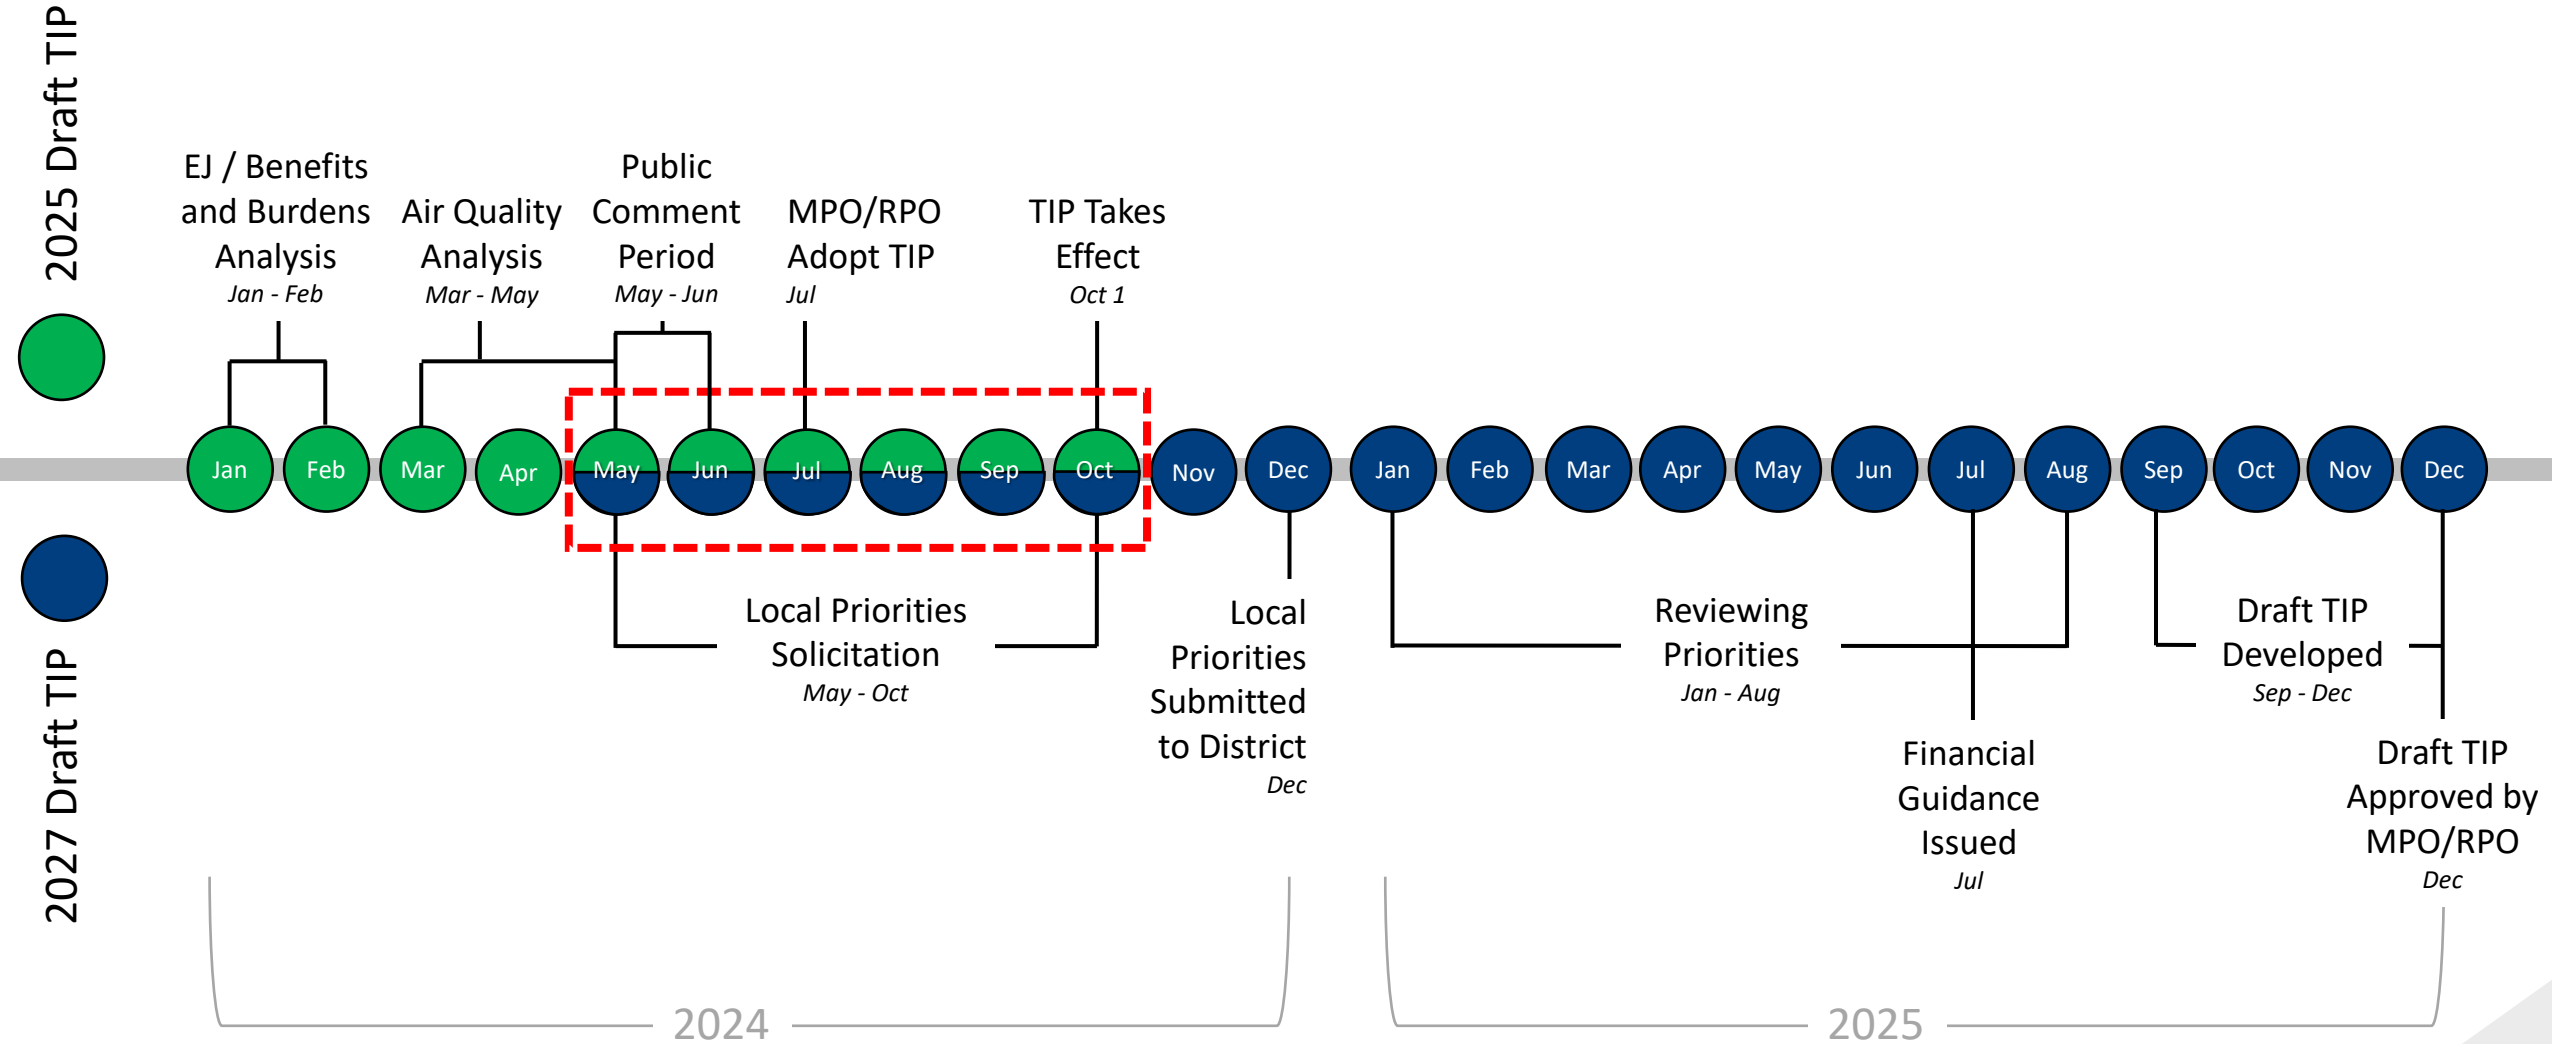 2025 Draft TIP
EJ / Benefits
and Burdens
Analysis
Jan - Feb
Air Quality
Analysis
Mar - May
Public
Comment
Period
May - Jun
MPO/RPO
Adopt TIP
Jul
TIP Takes
Effect
Oct 1
Jan
Feb
Mar
Apr
May
Jun
Jul
Aug
Sep
Oct
Nov
Dec
Jan
Feb
Mar
Apr
May
Jun
Jul
Aug
Sep
Oct
Nov
Dec
2027 Draft TIP
Local Priorities
Solicitation
May - Oct
Local
Priorities
Submitted
to District
Dec
Reviewing
Priorities
Jan - Aug
Financial
Guidance
Issued
Jul
Draft TIP
Developed
Sep - Dec
Draft TIP
Approved by
MPO/RPO
Dec
2024
2025